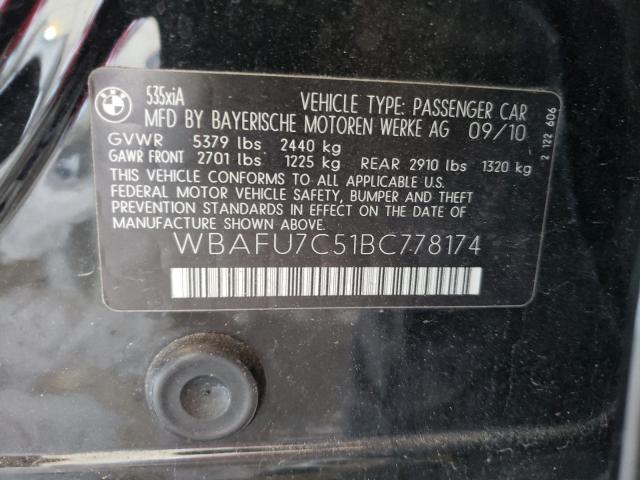 535xiA
VEHICLE TYPE: PASSENGER CAR
MFD BY BAYERISCHE MOTOREN WERKE AG 09/10
GVWR 5379 lbs 2440 kg
GAWR FRONT 2701 lbs 1225 kg REAR 2910 lbs 1320 kg
THIS VEHICLE CONFORMS TO ALL APPLICABLE U.S.
FEDERAL MOTOR VEHICLE SAFETY, BUMPER AND THEFT
PREVENTION STANDARDS IN EFFECT ON THE DATE OF
MANUFACTURE SHOWN ABOVE.
WBAFU7C51BC778174
2 122 606
BMW